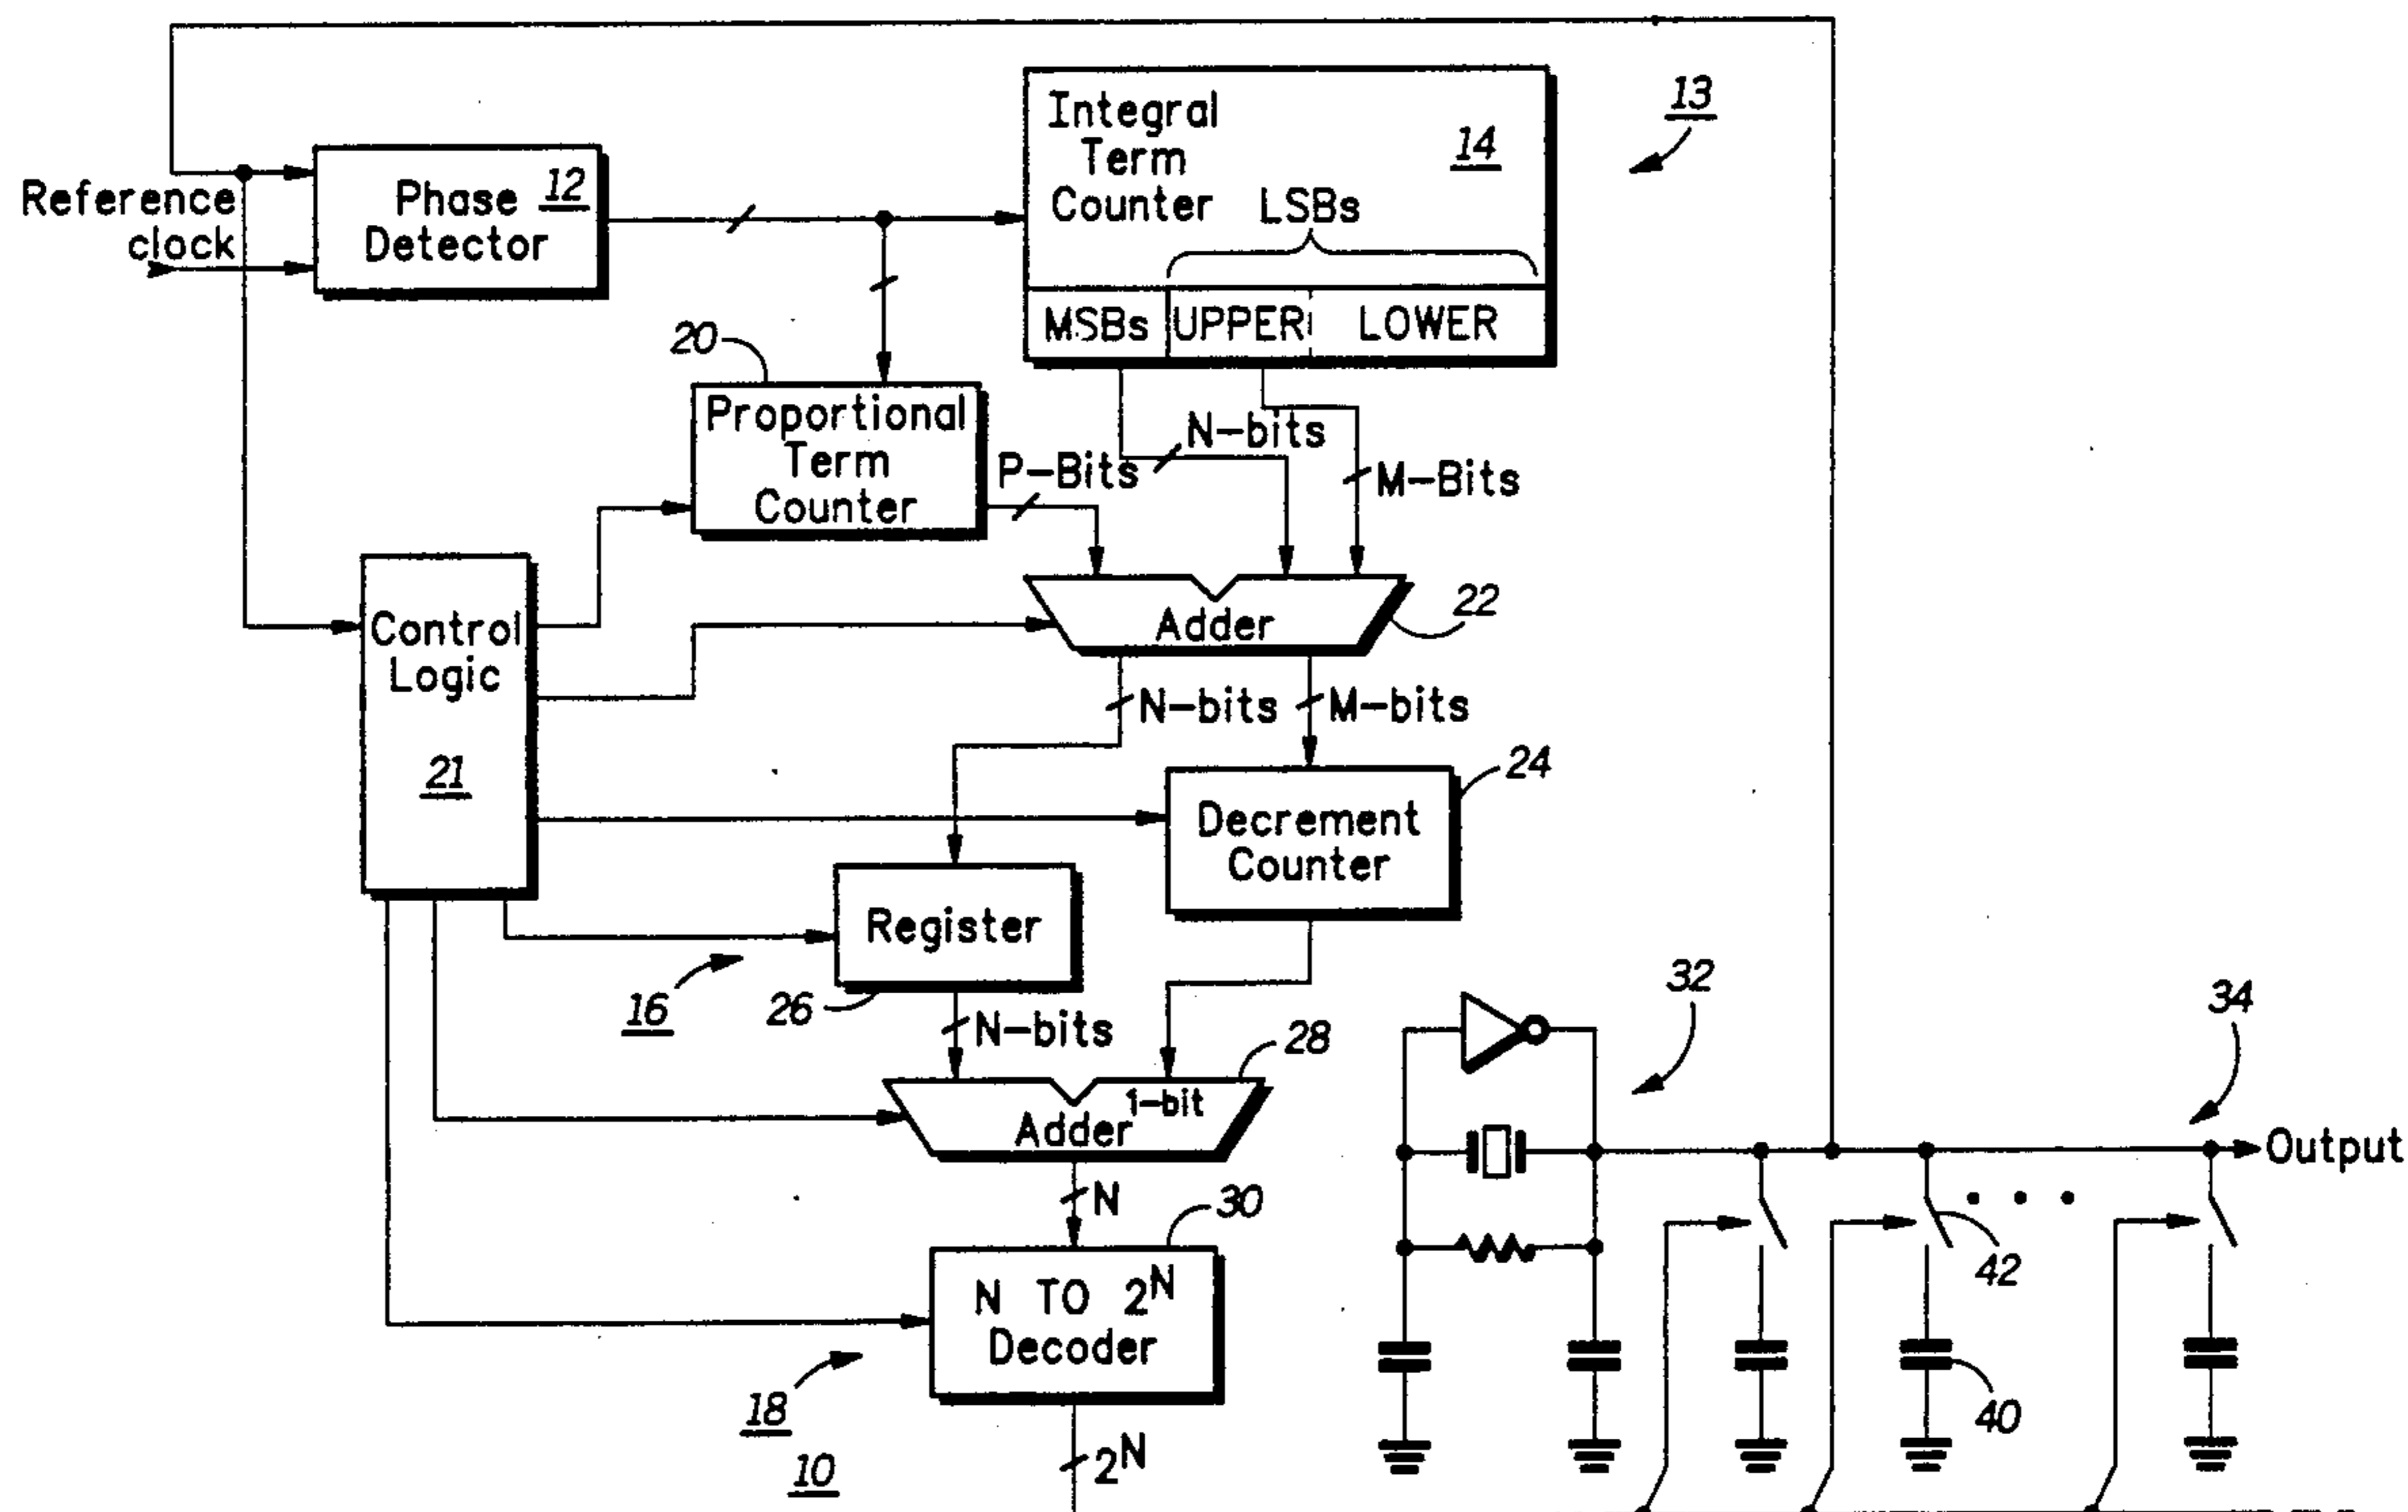 13
Integral
Term
Counter
14
LSBs
MSBs UPPER LOWER
Reference
clock
Phase
Detector
12
20
Proportional
Term
Counter
P-Bits
N-bits
M-Bits
Control
Logic
21
Adder
22
N-bits
M-bits
24
Decrement
Counter
Register
16
26
N-bits
28
1-bit
Adder
32
34
Output
N
30
N TO 2^N
Decoder
42
40
18
10
2^N